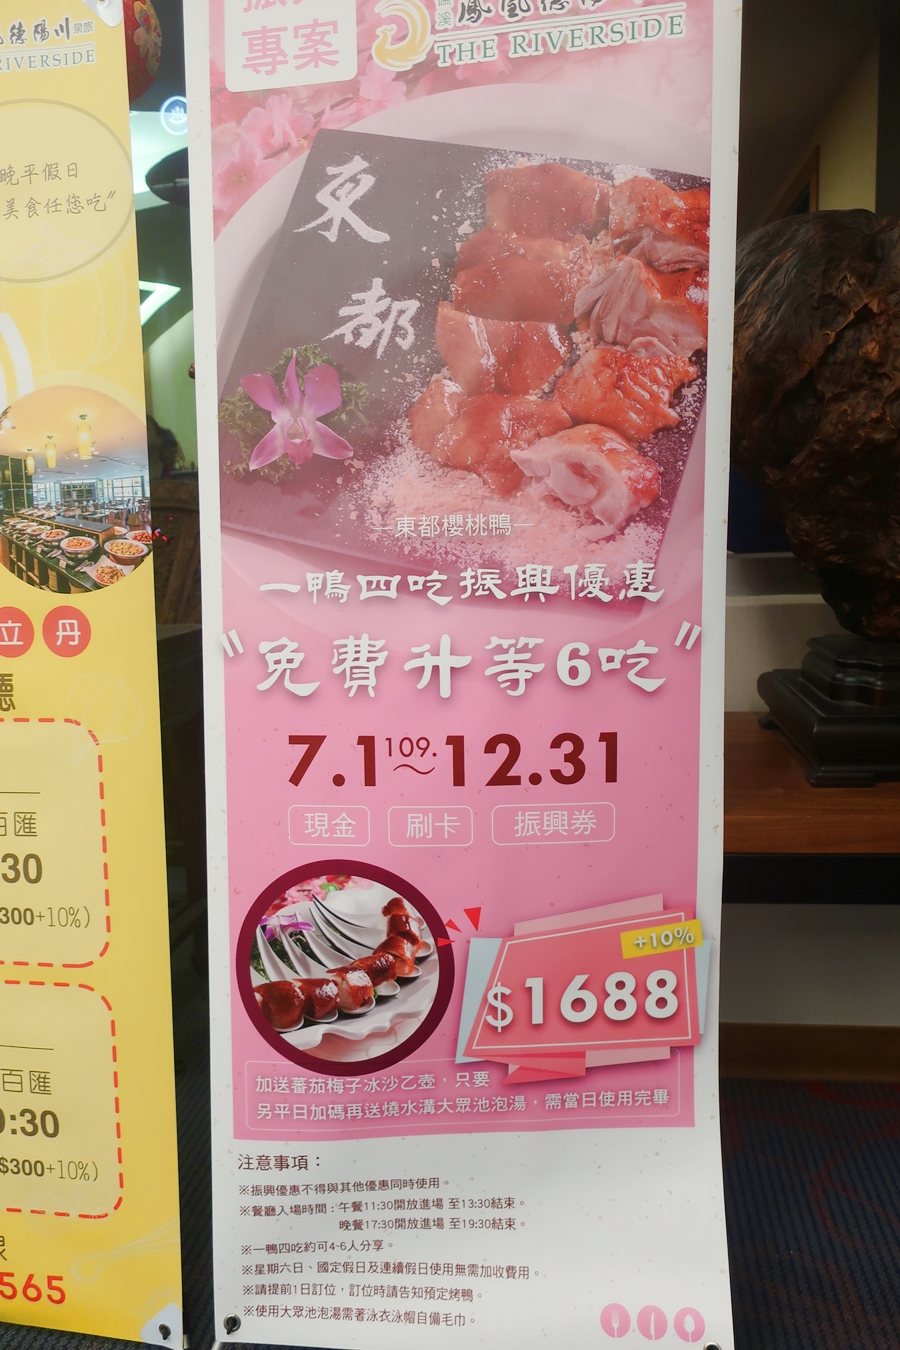 德陽川泉旅
RIVERSIDE
晚平假日
美食任您吃"
立丹
百匯
:30
300+10%)
百匯
:30
$300+10%)
565
專案
礁溪鳳凰德陽
THE RIVERSIDE
東都
東都櫻桃鴨
一鴨四吃振興優惠
"免費升等6吃"
109.
7.1~12.31
現金 刷卡 振興券
+10%
$1688
加送蕃茄梅子冰沙乙壺，只要
另平日加碼再送燒水溝大眾池泡湯，需當日使用完畢
注意事項：
※振興優惠不得與其他優惠同時使用。
※餐廳入場時間：午餐11:30開放進場 至13:30結束。
晚餐17:30開放進場 至19:30結束。
※一鴨四吃約可4-6人分享。
※星期六日、國定假日及連續假日使用無需加收費用。
※請提前1日訂位，訂位時請告知預定烤鴨。
※使用大眾池泡湯需著泳衣泳帽自備毛巾。